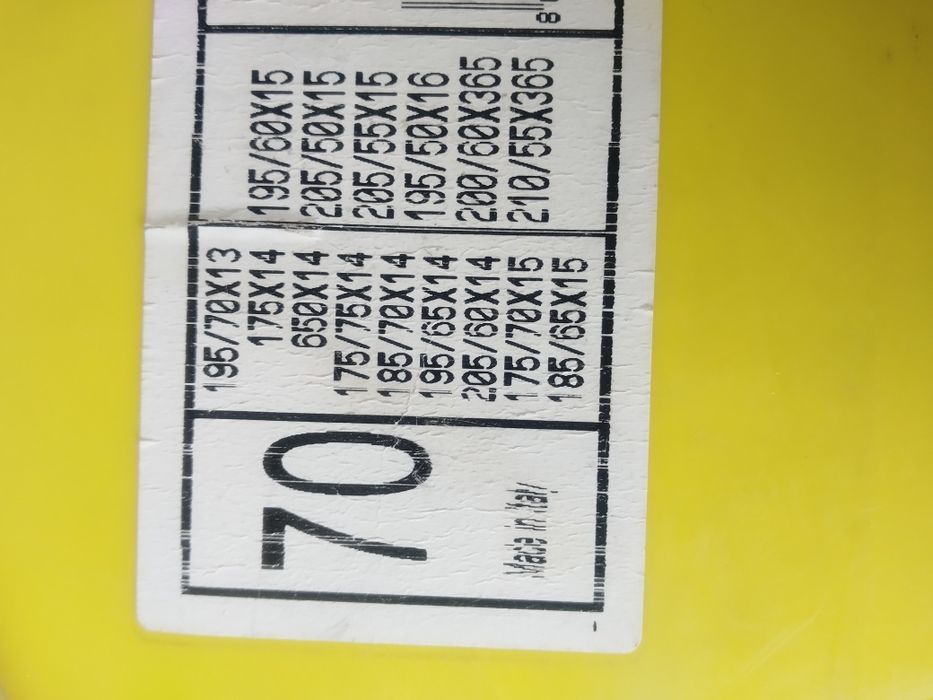 70
Made in Italy
195/70X13
175X14
650X14
175/75X14
185/70X14
195/65X14
205/60X14
175/70X15
185/65X15
195/60X15
205/50X15
205/55X15
195/50X16
200/60X365
210/55X365
8